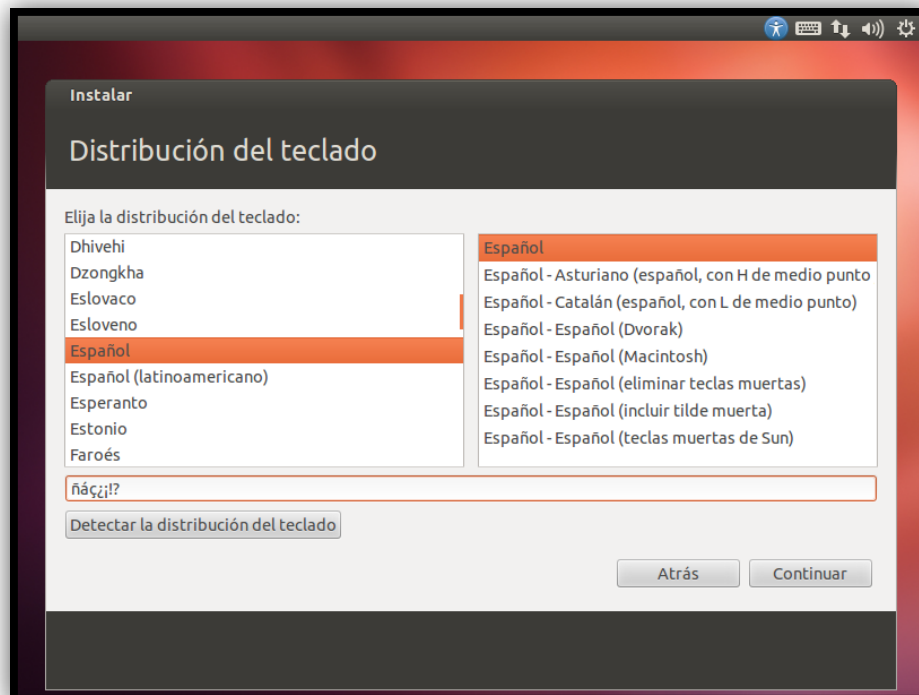 Instalar
Distribución del teclado
Elija la distribución del teclado:
Dhivehi
Dzongkha
Eslovaco
Esloveno
Español
Español (latinoamericano)
Esperanto
Estonio
Faroés
Español
Español - Asturiano (español, con H de medio punto
Español - Catalán (español, con L de medio punto)
Español - Español (Dvorak)
Español - Español (Macintosh)
Español - Español (eliminar teclas muertas)
Español - Español (incluir tilde muerta)
Español - Español (teclas muertas de Sun)
ñáç¿¡!?
Detectar la distribución del teclado
Atrás
Continuar